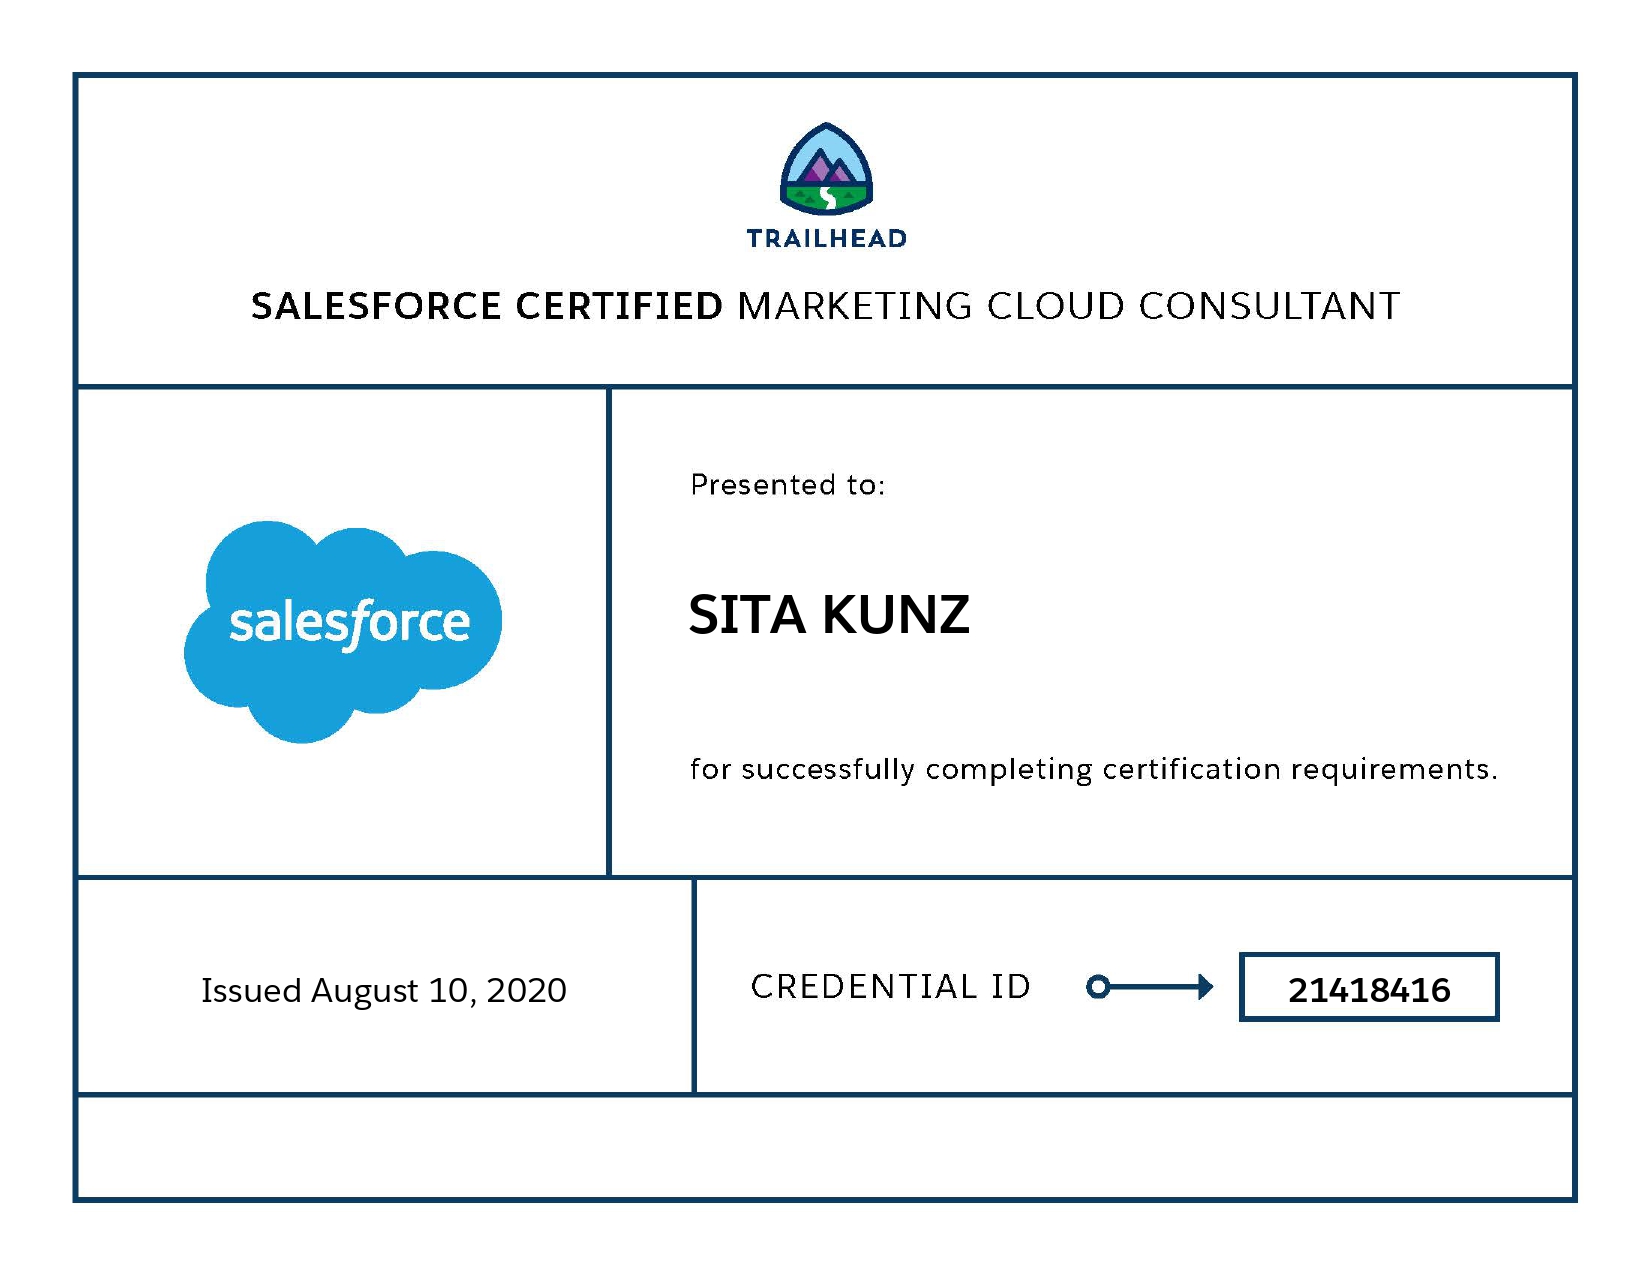 TRAILHEAD
SALESFORCE CERTIFIED MARKETING CLOUD CONSULTANT
Presented to:
salesforce
SITA KUNZ
for successfully completing certification requirements.
Issued August 10, 2020
CREDENTIAL ID
21418416